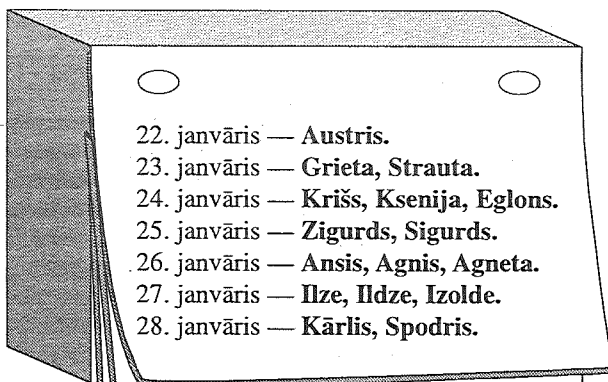 22. janvāris — Austris.
23. janvāris — Grieta, Strauta.
24. janvāris — Krišs, Ksenija, Eglons.
25. janvāris — Zigurds, Sigurds.
26. janvāris — Ansis, Agnis, Agneta.
27. janvāris — Ilze, Ildze, Izolde.
28. janvāris — Kārlis, Spodris.